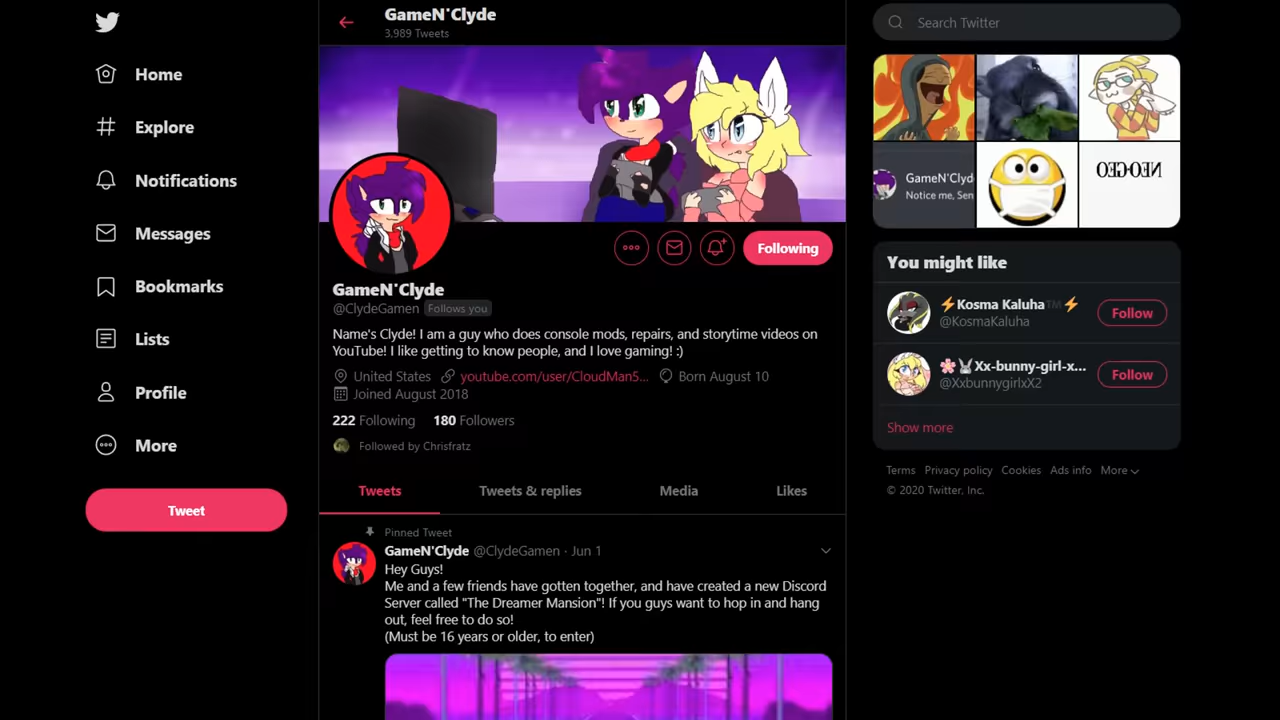 Home
Explore
Notifications
Messages
Bookmarks
Lists
Profile
More
Tweet
GameN'Clyde
3,989 Tweets
Following
GameN'Clyde
@ClydeGamen Follows you
Name's Clyde! I am a guy who does console mods, repairs, and storytime videos on
YouTube! I like getting to know people, and I love gaming! :)
United States youtube.com/user/CloudMan5... Born August 10
Joined August 2018
222 Following 180 Followers
Followed by Chrisfratz
Tweets Tweets & replies Media Likes
Pinned Tweet
GameN'Clyde @ClydeGamen · Jun 1
Hey Guys!
Me and a few friends have gotten together, and have created a new Discord
Server called "The Dreamer Mansion"! If you guys want to hop in and hang
out, feel free to do so!
(Must be 16 years or older, to enter)
Search Twitter
GameN'Clyd
Notice me, Sen
NEO·GEO
You might like
⚡Kosma Kaluha™️⚡
@KosmaKaluha
Follow
🌸🐰Xx-bunny-girl-x...
@XxbunnygirlxX2
Follow
Show more
Terms Privacy policy Cookies Ads info More
© 2020 Twitter, Inc.